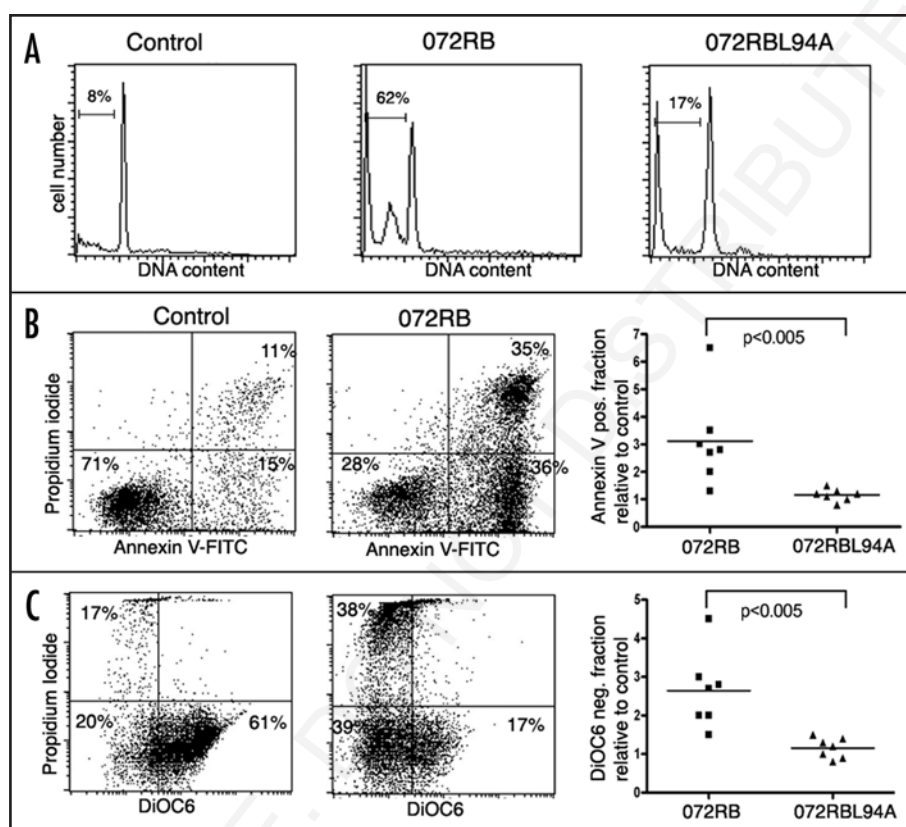 A
Control
072RB
072RBL94A
cell number
8%
62%
17%
DNA content
DNA content
DNA content
B
Control
072RB
Propidium iodide
11%
71%
15%
Annexin V-FITC
35%
28%
36%
Annexin V-FITC
Annexin V pos. fraction
relative to control
p<0.005
7
6
5
4
3
2
1
0
072RB
072RBL94A
C
Propidium Iodide
17%
20%
61%
DiOC6
38%
39%
17%
DiOC6
DiOC6 neg. fraction
relative to control
p<0.005
5
4
3
2
1
0
072RB
072RBL94A